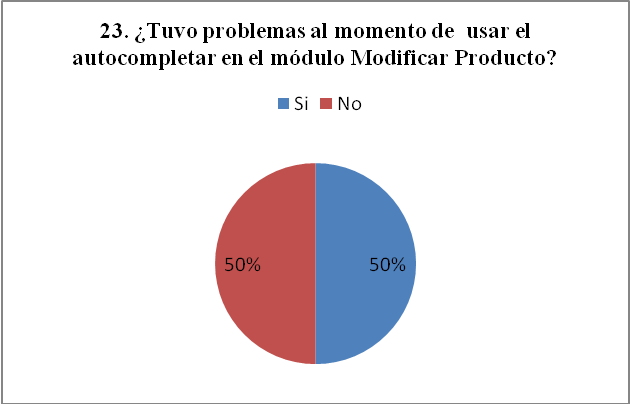 23. ¿Tuvo problemas al momento de  usar el
autocompletar en el módulo Modificar Producto?
Si No
50% 50%